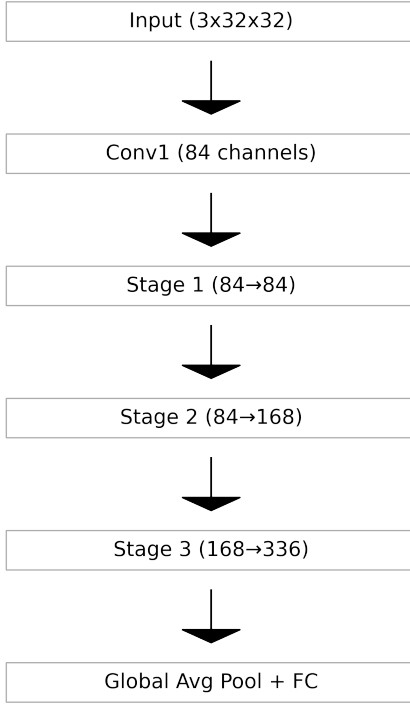 Input (3x32x32)
Conv1 (84 channels)
Stage 1 (84→84)
Stage 2 (84→168)
Stage 3 (168→336)
Global Avg Pool + FC